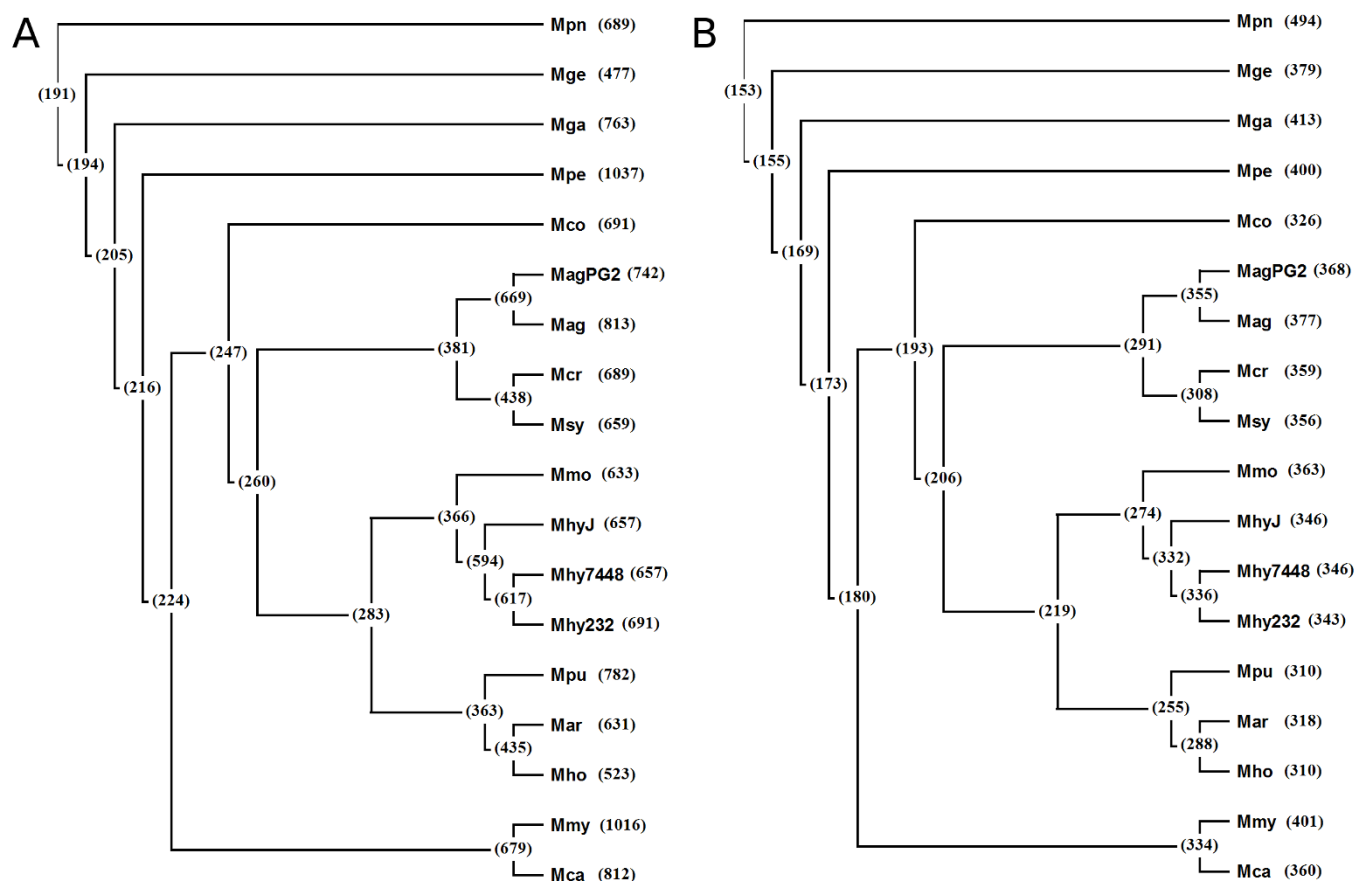 A
Mpn (689)
Mge (477)
(191)
Mga (763)
(194)
Mpe (1037)
Mco (691)
(205)
MagPG2 (742)
(669)
Mag (813)
(247)
(381)
Mcr (689)
(216)
(438)
Msy (659)
Mmo (633)
(260)
(366)
MhyJ (657)
(594)
Mhy7448 (657)
(224)
(617)
(283)
Mhy232 (691)
Mpu (782)
(363)
Mar (631)
(435)
Mho (523)
Mmy (1016)
(679)
Mca (812)
B
Mpn (494)
Mge (379)
(153)
Mga (413)
(155)
Mpe (400)
Mco (326)
(169)
MagPG2 (368)
(355)
Mag (377)
(193)
(291)
Mcr (359)
(173)
(308)
Msy (356)
Mmo (363)
(206)
(274)
MhyJ (346)
(332)
Mhy7448 (346)
(180)
(336)
(219)
Mhy232 (343)
Mpu (310)
(255)
Mar (318)
(288)
Mho (310)
Mmy (401)
(334)
Mca (360)